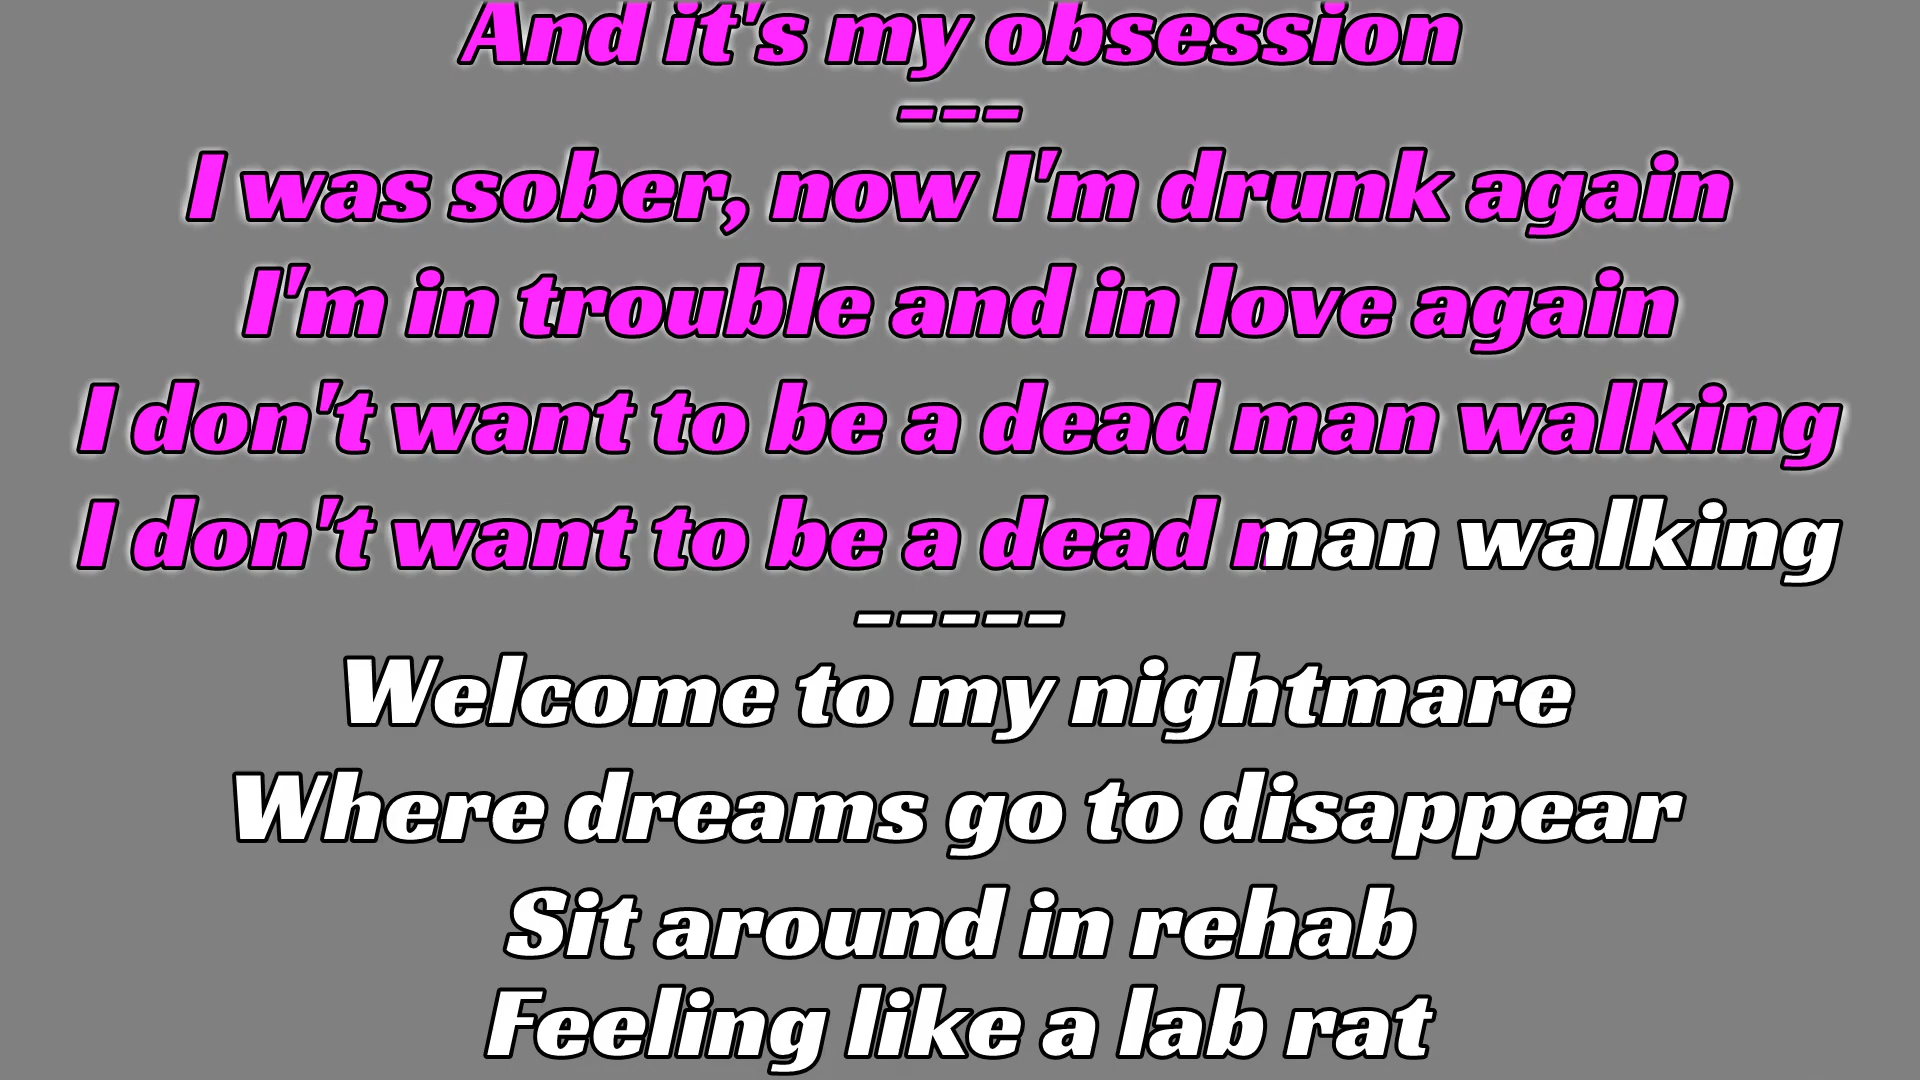 And it's my obsession
---
I was sober, now I'm drunk again
I'm in trouble and in love again
I don't want to be a dead man walking
I don't want to be a dead man walking
-----
Welcome to my nightmare
Where dreams go to disappear
Sit around in rehab
Feeling like a lab rat